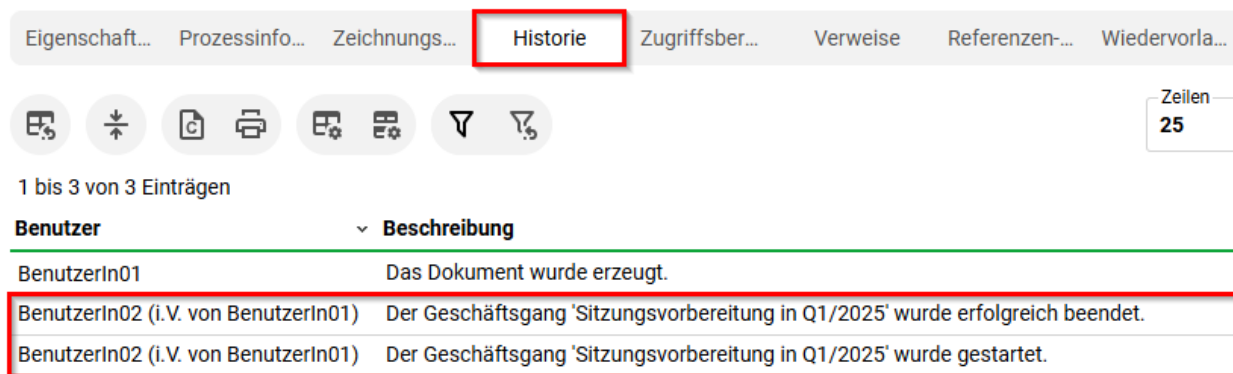 Eigenschaft... Prozessinfo... Zeichnungs... Historie Zugriffsber... Verweise Referenzen-... Wiedervorla...
Zeilen
25
1 bis 3 von 3 Einträgen
Benutzer Beschreibung
BenutzerIn01 Das Dokument wurde erzeugt.
BenutzerIn02 (i.V. von BenutzerIn01) Der Geschäftsgang 'Sitzungsvorbereitung in Q1/2025' wurde erfolgreich beendet.
BenutzerIn02 (i.V. von BenutzerIn01) Der Geschäftsgang 'Sitzungsvorbereitung in Q1/2025' wurde gestartet.